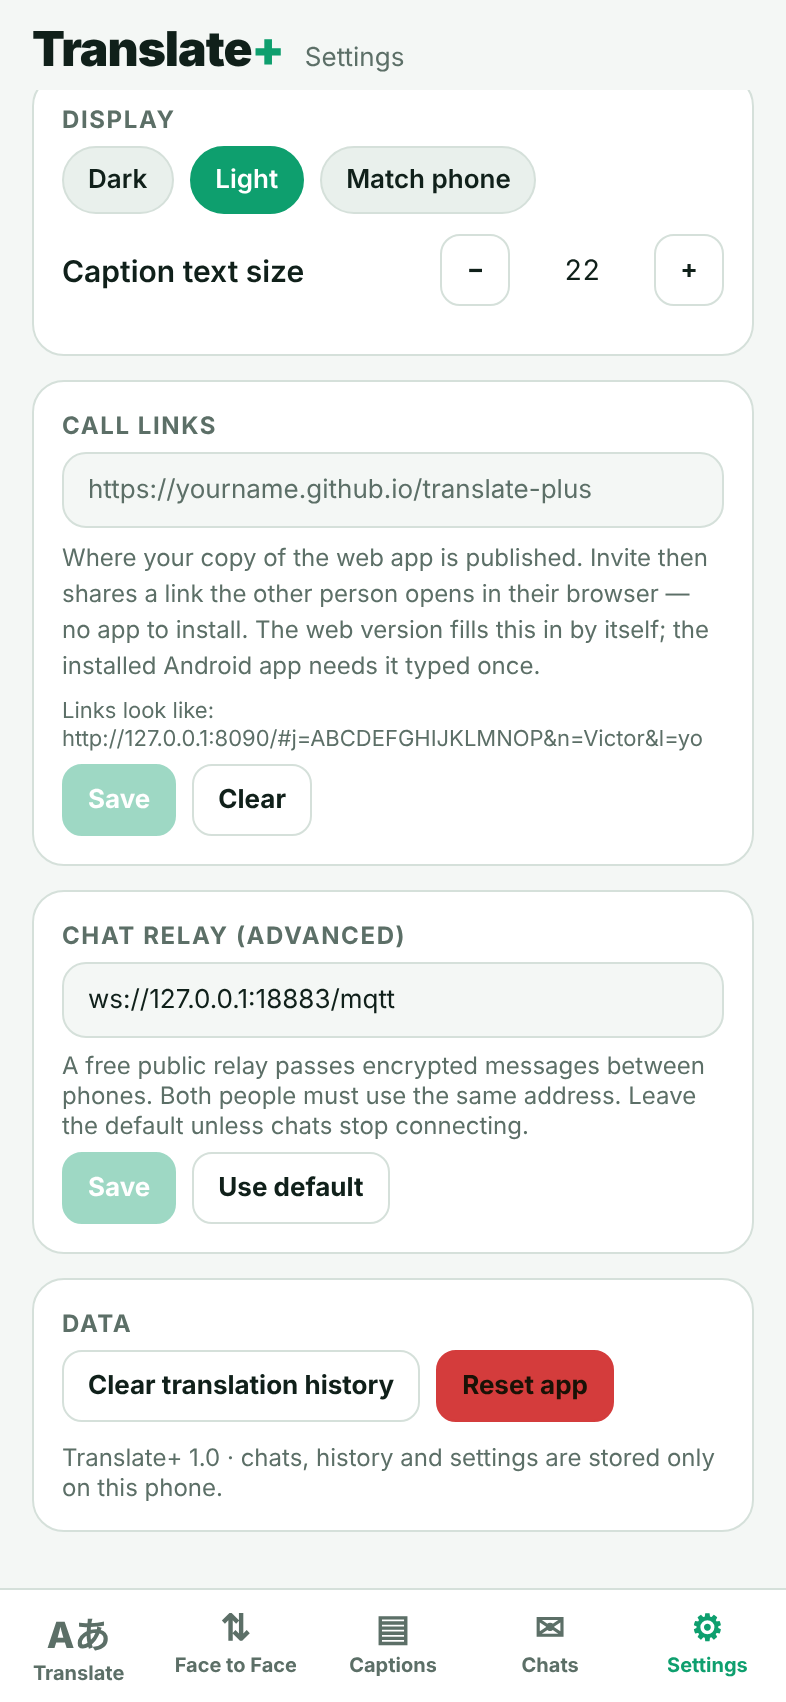 Translate+ Settings
DISPLAY
Dark Light Match phone
Caption text size − 22 +
CALL LINKS
https://yourname.github.io/translate-plus
Where your copy of the web app is published. Invite then
shares a link the other person opens in their browser —
no app to install. The web version fills this in by itself; the
installed Android app needs it typed once.
Links look like:
http://127.0.0.1:8090/#j=ABCDEFGHIJKLMNOP&n=Victor&l=yo
Save Clear
CHAT RELAY (ADVANCED)
ws://127.0.0.1:18883/mqtt
A free public relay passes encrypted messages between
phones. Both people must use the same address. Leave
the default unless chats stop connecting.
Save Use default
DATA
Clear translation history Reset app
Translate+ 1.0 · chats, history and settings are stored only
on this phone.
Aあ
Translate Face to Face Captions Chats Settings